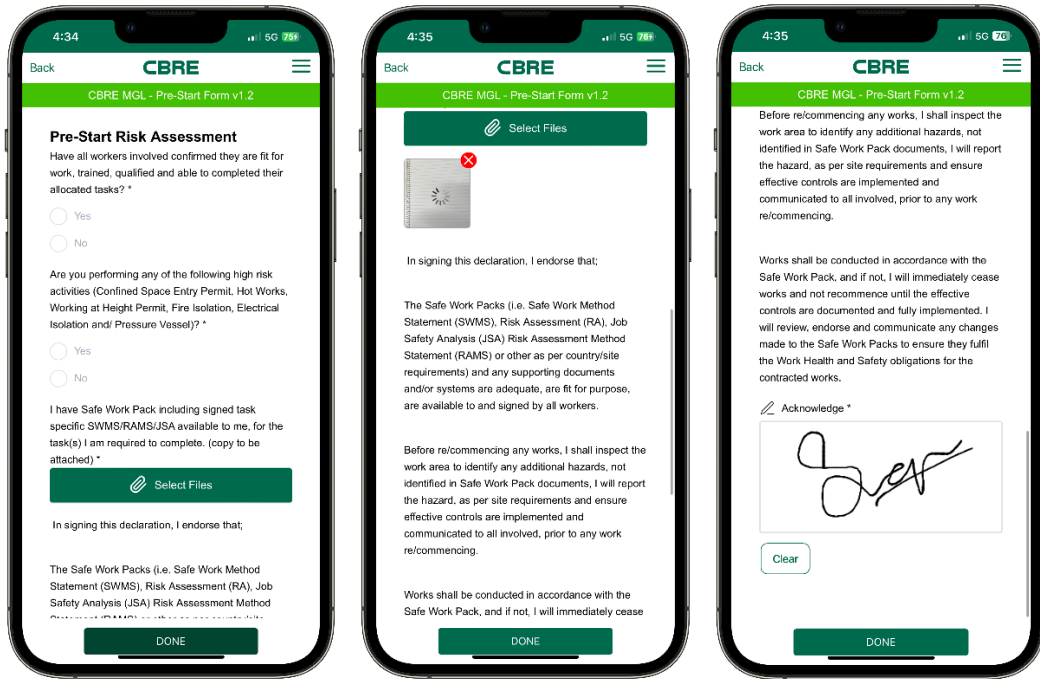 4:34
5G 75
Back
CBRE
CBRE MGL - Pre-Start Form v1.2
Pre-Start Risk Assessment
Have all workers involved confirmed they are fit for
work, trained, qualified and able to completed their
allocated tasks? *
Yes
No
Are you performing any of the following high risk
activities (Confined Space Entry Permit, Hot Works,
Working at Height Permit, Fire Isolation, Electrical
Isolation and/ Pressure Vessel)? *
Yes
No
I have Safe Work Pack including signed task
specific SWMS/RAMS/JSA available to me, for the
task(s) I am required to complete. (copy to be
attached) *
Select Files
In signing this declaration, I endorse that;
The Safe Work Packs (i.e. Safe Work Method
Statement (SWMS), Risk Assessment (RA), Job
Safety Analysis (JSA) Risk Assessment Method
DONE
4:35
5G 76
Back
CBRE
CBRE MGL - Pre-Start Form v1.2
Select Files
In signing this declaration, I endorse that;
The Safe Work Packs (i.e. Safe Work Method
Statement (SWMS), Risk Assessment (RA), Job
Safety Analysis (JSA) Risk Assessment Method
Statement (RAMS) or other as per country/site
requirements) and any supporting documents
and/or systems are adequate, are fit for purpose,
are available to and signed by all workers.
Before re/commencing any works, I shall inspect the
work area to identify any additional hazards, not
identified in Safe Work Pack documents, I will report
the hazard, as per site requirements and ensure
effective controls are implemented and
communicated to all involved, prior to any work
re/commencing.
Works shall be conducted in accordance with the
Safe Work Pack, and if not, I will immediately cease
DONE
4:35
5G 76
Back
CBRE
CBRE MGL - Pre-Start Form v1.2
Before re/commencing any works, I shall inspect the
work area to identify any additional hazards, not
identified in Safe Work Pack documents, I will report
the hazard, as per site requirements and ensure
effective controls are implemented and
communicated to all involved, prior to any work
re/commencing.
Works shall be conducted in accordance with the
Safe Work Pack, and if not, I will immediately cease
works and not recommence until the effective
controls are documented and fully implemented. I
will review, endorse and communicate any changes
made to the Safe Work Packs to ensure they fulfil
the Work Health and Safety obligations for the
contracted works.
Acknowledge *
Clear
DONE